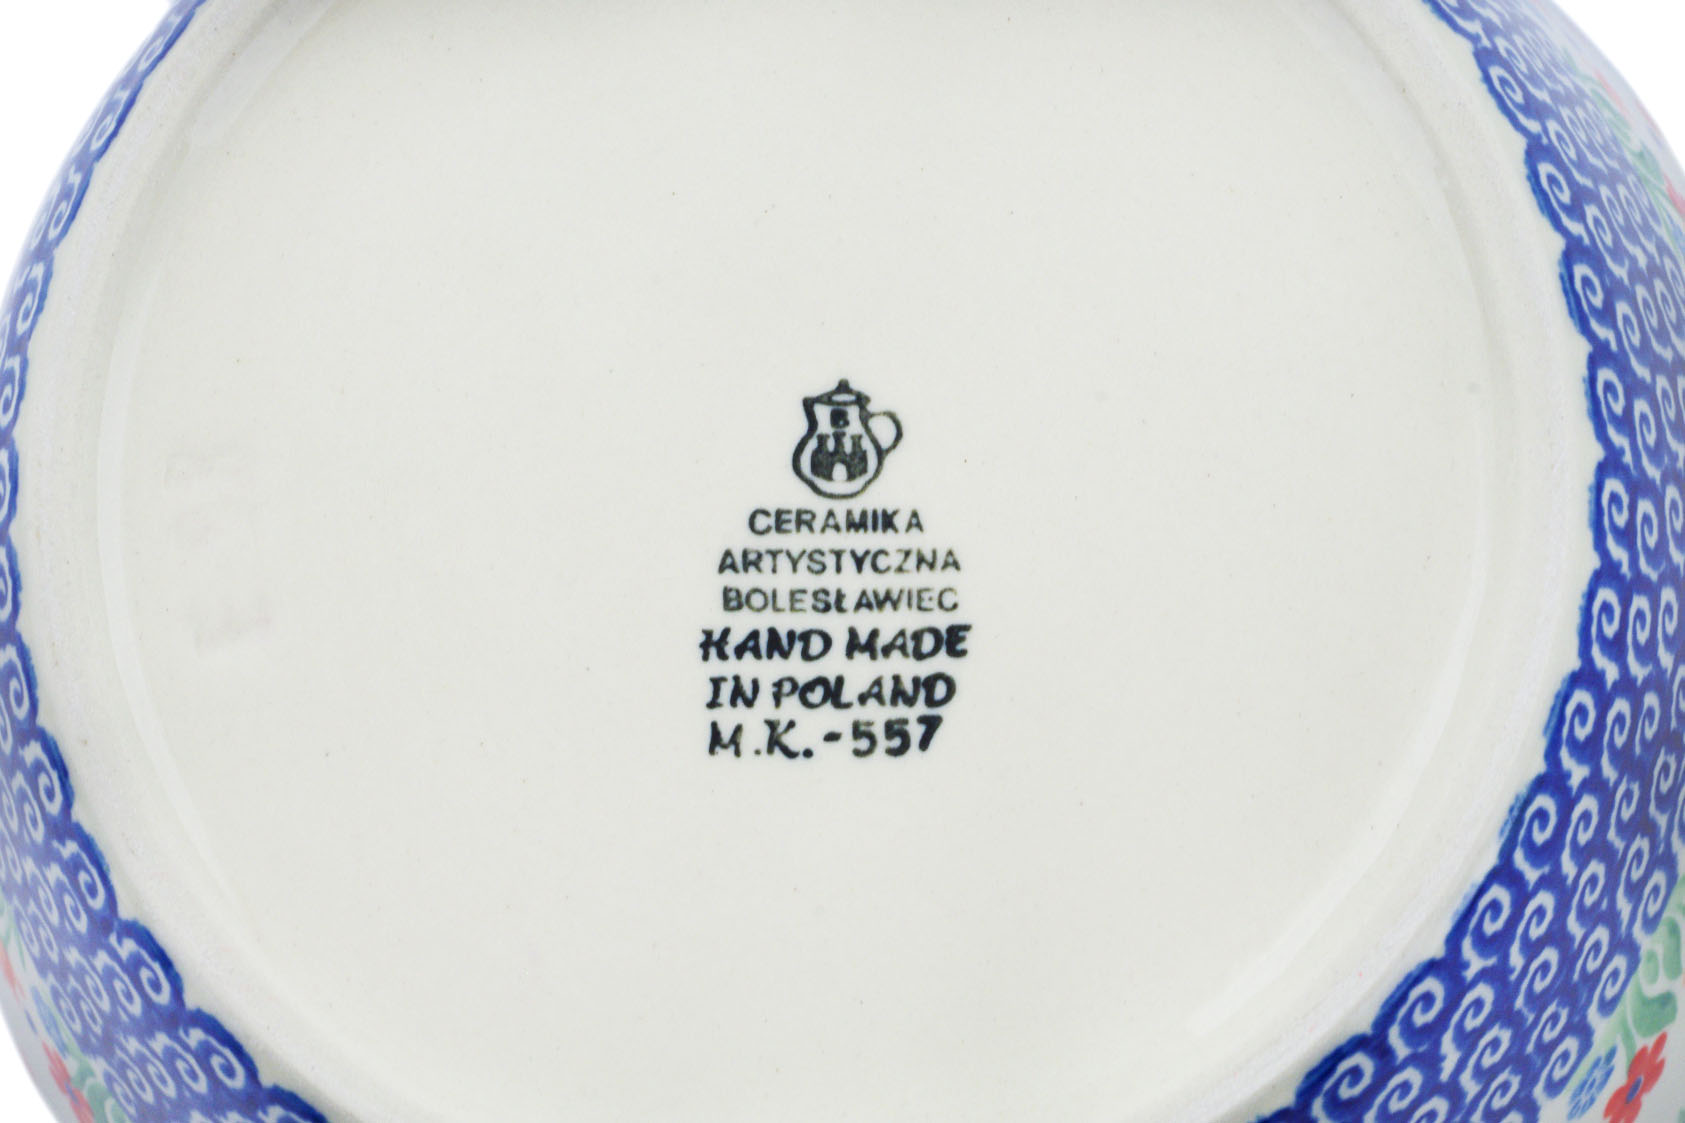 B
CERAMIKA
ARTYSTYCZNA
BOLESŁAWIEC
HAND MADE
IN POLAND
M.K.-557